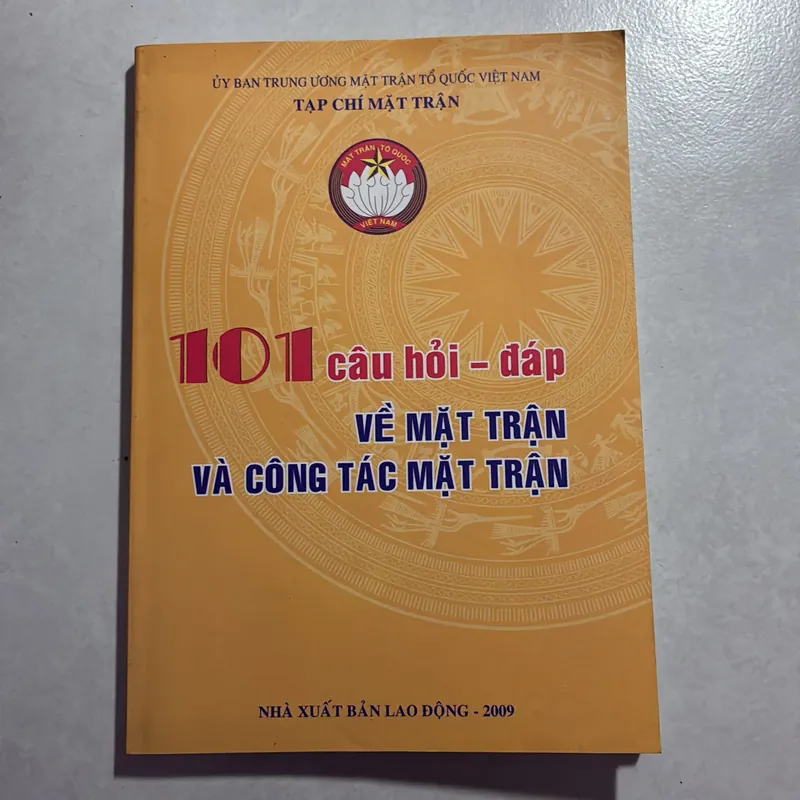 ỦY BAN TRUNG ƯƠNG MẶT TRẬN TỔ QUỐC VIỆT NAM
TẠP CHÍ MẶT TRẬN
MẶT TRẬN TỔ QUỐC
VIỆT NAM
101 câu hỏi – đáp
VỀ MẶT TRẬN
VÀ CÔNG TÁC MẶT TRẬN
NHÀ XUẤT BẢN LAO ĐỘNG - 2009